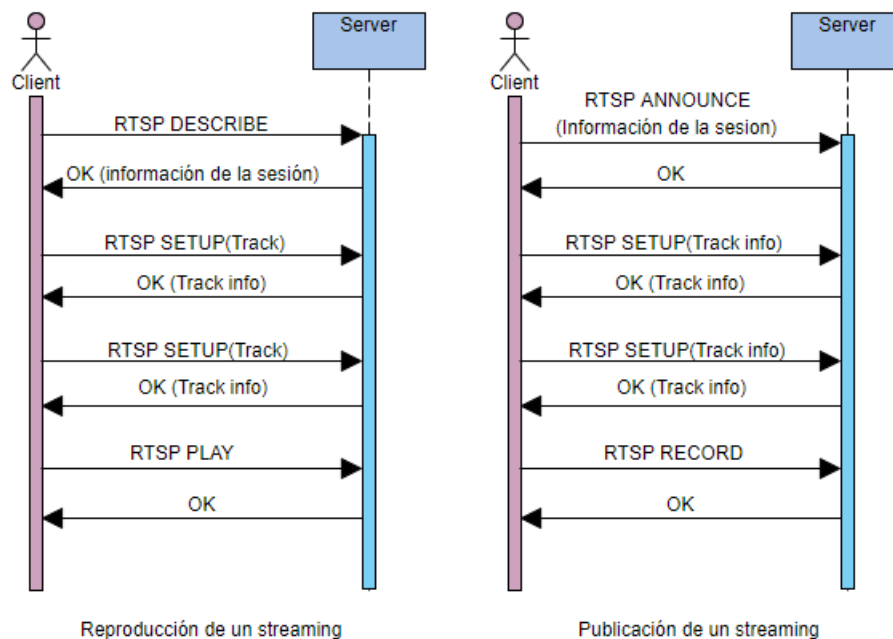 Server
Client
RTSP DESCRIBE
OK (información de la sesión)
RTSP SETUP(Track)
OK (Track info)
RTSP SETUP(Track)
OK (Track info)
RTSP PLAY
OK
Reproducción de un streaming
Server
Client
RTSP ANNOUNCE
(Información de la sesion)
OK
RTSP SETUP(Track info)
OK (Track info)
RTSP SETUP(Track info)
OK (Track info)
RTSP RECORD
OK
Publicación de un streaming